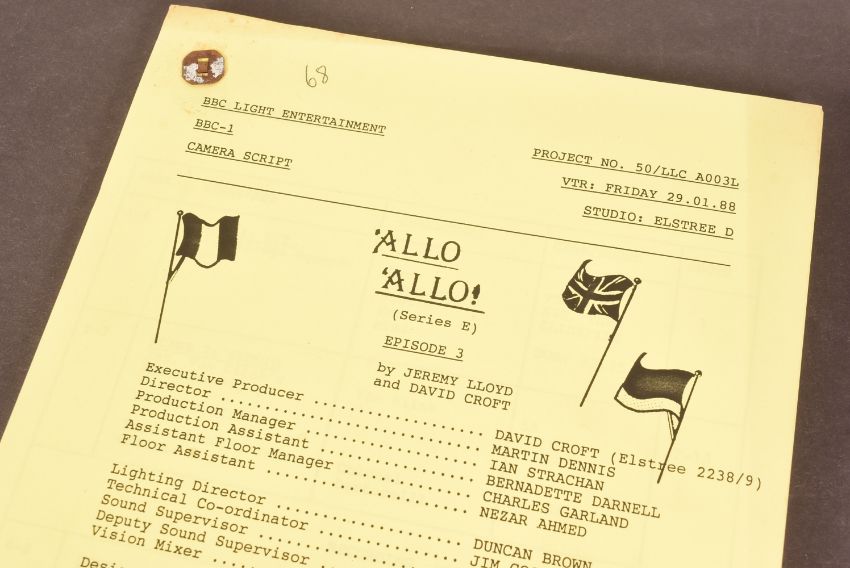 68
BBC LIGHT ENTERTAINMENT
BBC-1
CAMERA SCRIPT
PROJECT NO. 50/LLC A003L
VTR: FRIDAY 29.01.88
STUDIO: ELSTREE D
'ALLO
'ALLO!
(Series E)
EPISODE 3
by JEREMY LLOYD
and DAVID CROFT
Executive Producer .................... DAVID CROFT (Elstree 2238/9)
Director .................... MARTIN DENNIS
Production Manager .................... IAN STRACHAN
Production Assistant .................... BERNADETTE DARNELL
Assistant Floor Manager .................... CHARLES GARLAND
Floor Assistant .................... NEZAR AHMED
Lighting Director .................... DUNCAN BROWN
Technical Co-ordinator .................... JIM
Sound Supervisor ....................
Deputy Sound Supervisor ....................
Vision Mixer ....................